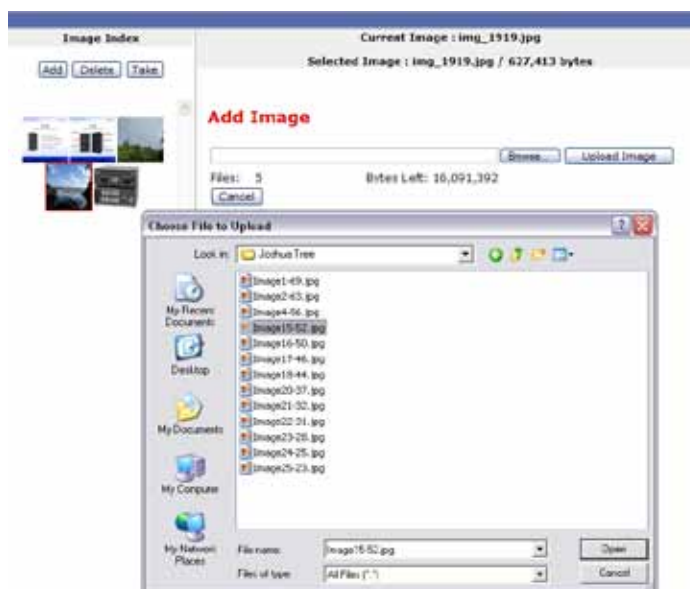 Image Index
Current Image : img_1919.jpg
Selected Image : img_1919.jpg / 627,413 bytes
Add Delete Take
Add Image
Browse... Upload Image
Files: 5 Bytes Left: 16,091,392
Cancel
Choose File to Upload
Look in: Joshua Tree
My Recent Documents
Desktop
My Documents
My Computer
My Network Places
Image1-69.jpg
Image2-63.jpg
Image4-56.jpg
Image15-52.jpg
Image16-50.jpg
Image17-46.jpg
Image18-44.jpg
Image20-37.jpg
Image21-32.jpg
Image22-31.jpg
Image23-28.jpg
Image24-25.jpg
Image25-23.jpg
File name: Image15-52.jpg Open
Files of type: All Files (*.*) Cancel